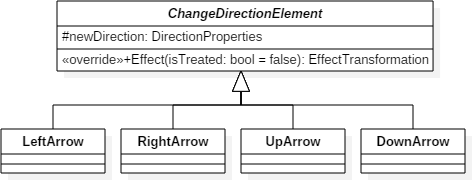 ChangeDirectionElement
#newDirection: DirectionProperties
«override»+Effect(isTreated: bool = false): EffectTransformation
LeftArrow
RightArrow
UpArrow
DownArrow